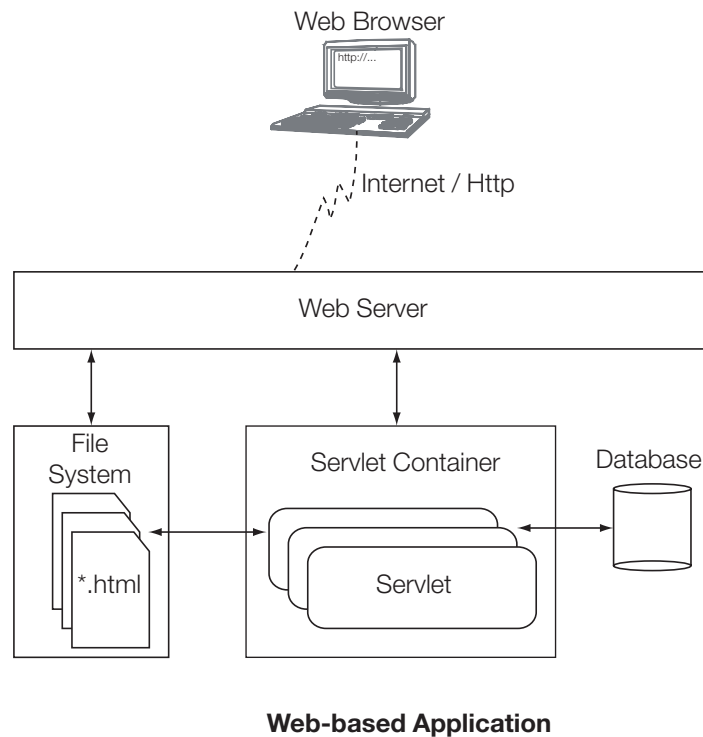 Web Browser
http://...
Internet / Http
Web Server
File
System
*.html
Servlet Container
Servlet
Database
Web-based Application